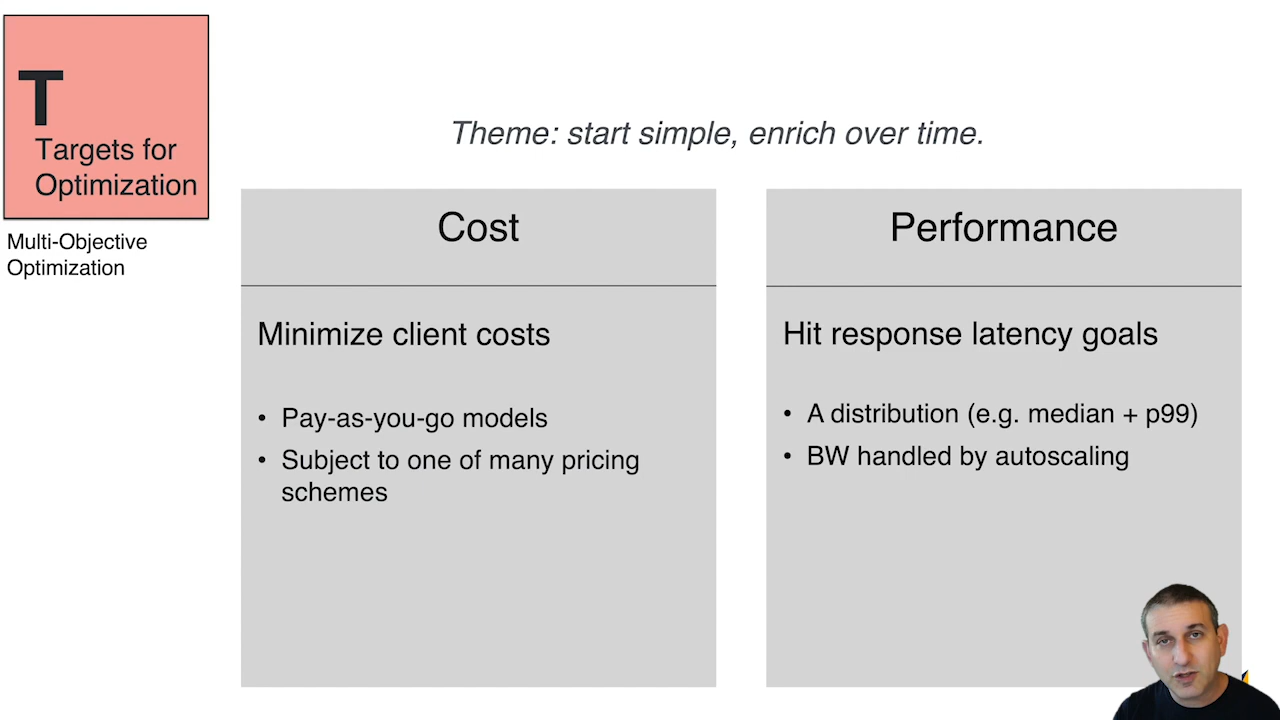 T
Targets for
Optimization
Multi-Objective
Optimization
Theme: start simple, enrich over time.
Cost
Minimize client costs
• Pay-as-you-go models
• Subject to one of many pricing
schemes
Performance
Hit response latency goals
• A distribution (e.g. median + p99)
• BW handled by autoscaling